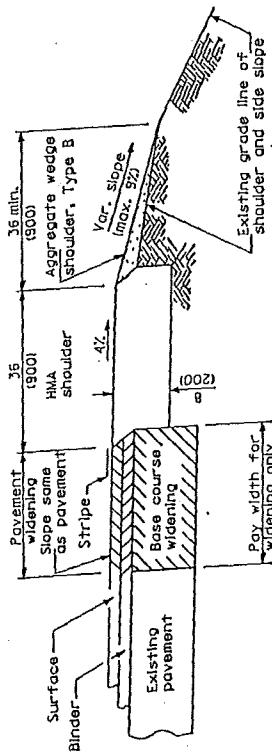 Surface
Binder
Existing
pavement
Pavement
widening
Slope same
as pavement
Stripe
Base course
widening
Pay width for
widening only
36
(900)
HMA
shoulder
4%
8
(200)
36 min.
(900)
Aggregate wedge
shoulder, Type B
Var. slope
(max. 9%)
Existing grade line of
shoulder and side slope